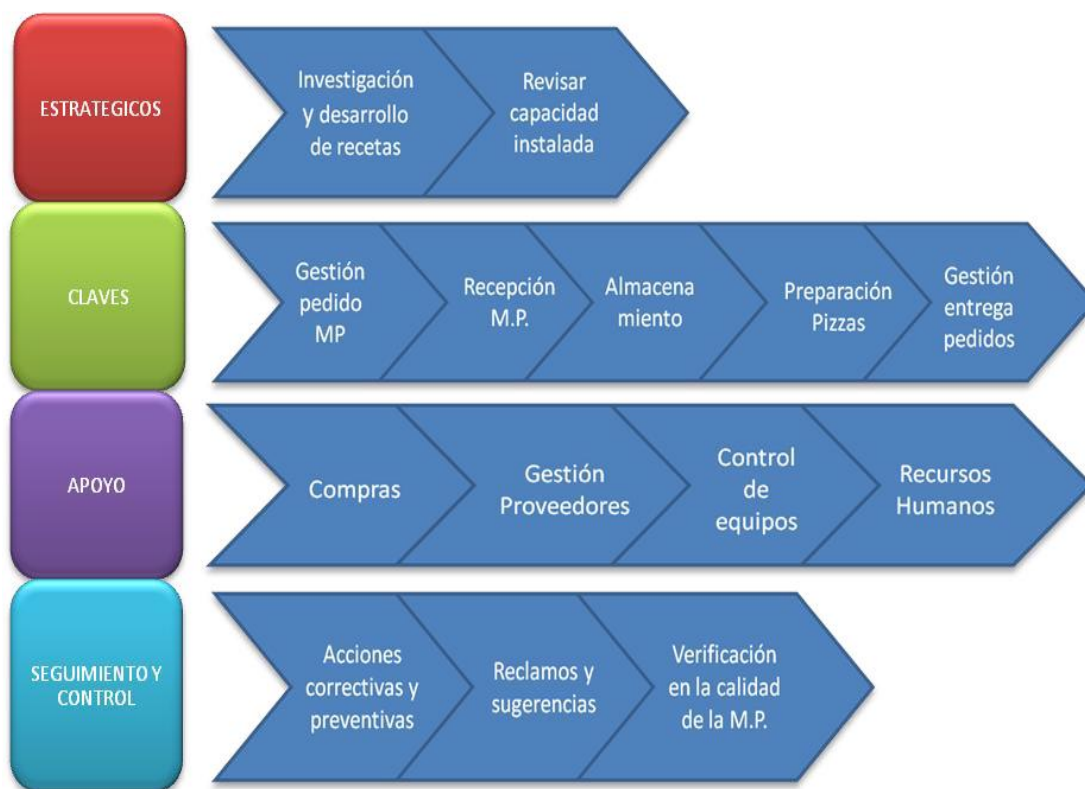 ESTRATEGICOS
Investigación
y desarrollo
de recetas
Revisar
capacidad
instalada
CLAVES
Gestión
pedido
MP
Recepción
M.P.
Almacena
miento
Preparación
Pizzas
Gestión
entrega
pedidos
APOYO
Compras
Gestión
Proveedores
Control
de
equipos
Recursos
Humanos
SEGUIMIENTO Y
CONTROL
Acciones
correctivas y
preventivas
Reclamos y
sugerencias
Verificación
en la calidad
de la M.P.